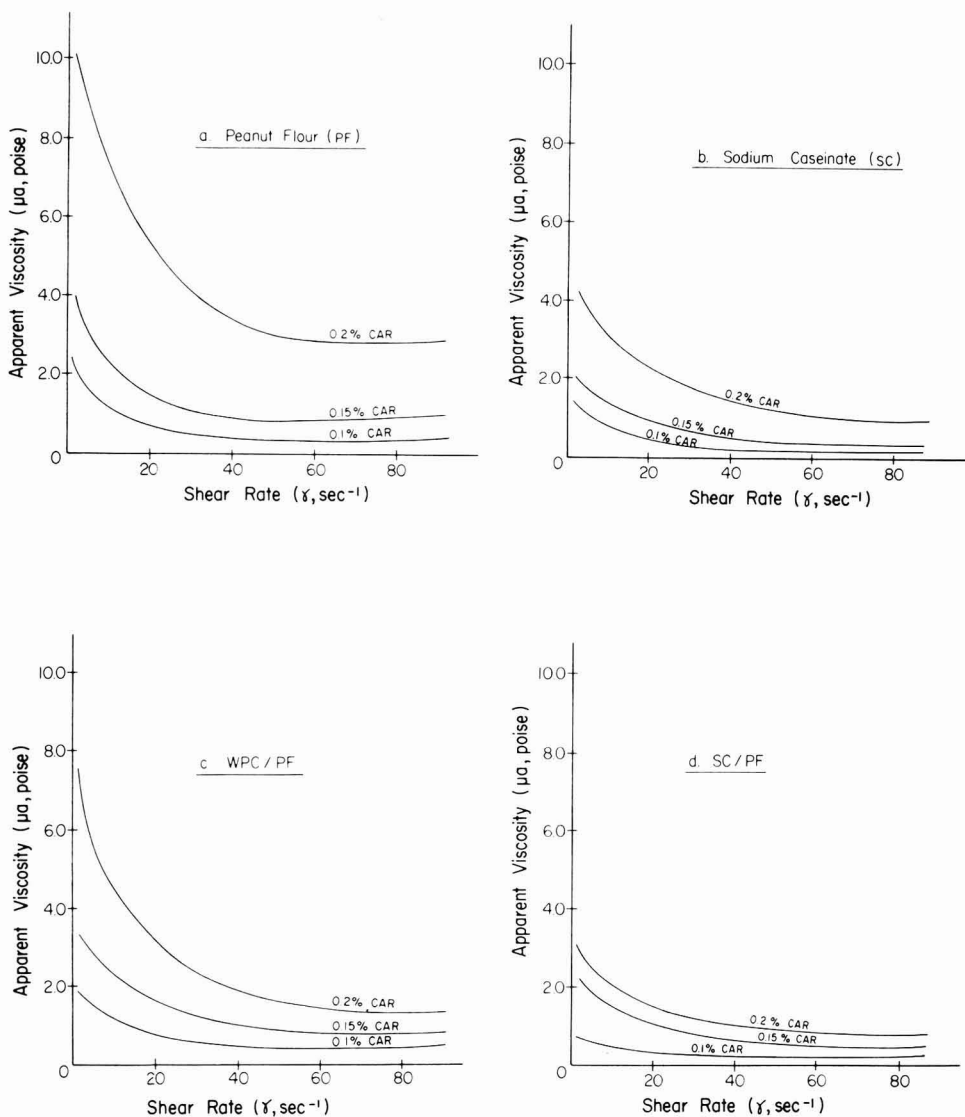 a. Peanut Flour (PF)
Apparent Viscosity (µa, poise)
10.0
8.0
6.0
4.0
2.0
0
0.2% CAR
0.15% CAR
0.1% CAR
20
40
60
80
Shear Rate (ɣ, sec⁻¹)
b. Sodium Caseinate (SC)
Apparent Viscosity (µa, poise)
10.0
8.0
6.0
4.0
2.0
0
0.2% CAR
0.15% CAR
0.1% CAR
20
40
60
80
Shear Rate (ɣ, sec⁻¹)
c WPC/PF
Apparent Viscosity (µa, poise)
10.0
8.0
6.0
4.0
2.0
0
0.2% CAR
0.15% CAR
0.1% CAR
20
40
60
80
Shear Rate (ɣ, sec⁻¹)
d. SC/PF
Apparent Viscosity (µa, poise)
10.0
8.0
6.0
4.0
2.0
0
0.2% CAR
0.15% CAR
0.1% CAR
20
40
60
80
Shear Rate (ɣ, sec⁻¹)